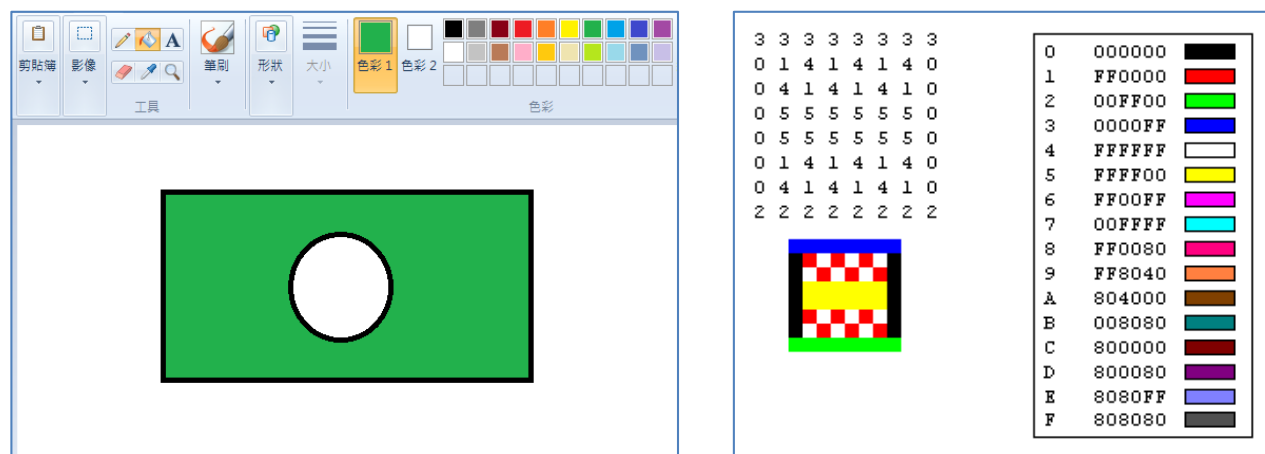 剪貼簿
影像
工具
筆刷
形狀
大小
色彩 1
色彩 2
色彩
3 3 3 3 3 3 3 3
0 1 4 1 4 1 4 0
0 4 1 4 1 4 1 0
0 5 5 5 5 5 5 0
0 5 5 5 5 5 5 0
0 1 4 1 4 1 4 0
0 4 1 4 1 4 1 0
2 2 2 2 2 2 2 2
0 000000
1 FF0000
2 00FF00
3 0000FF
4 FFFFFF
5 FFFF00
6 FF00FF
7 00FFFF
8 FF0080
9 FF8040
A 804000
B 008080
C 800000
D 800080
E 8080FF
F 808080